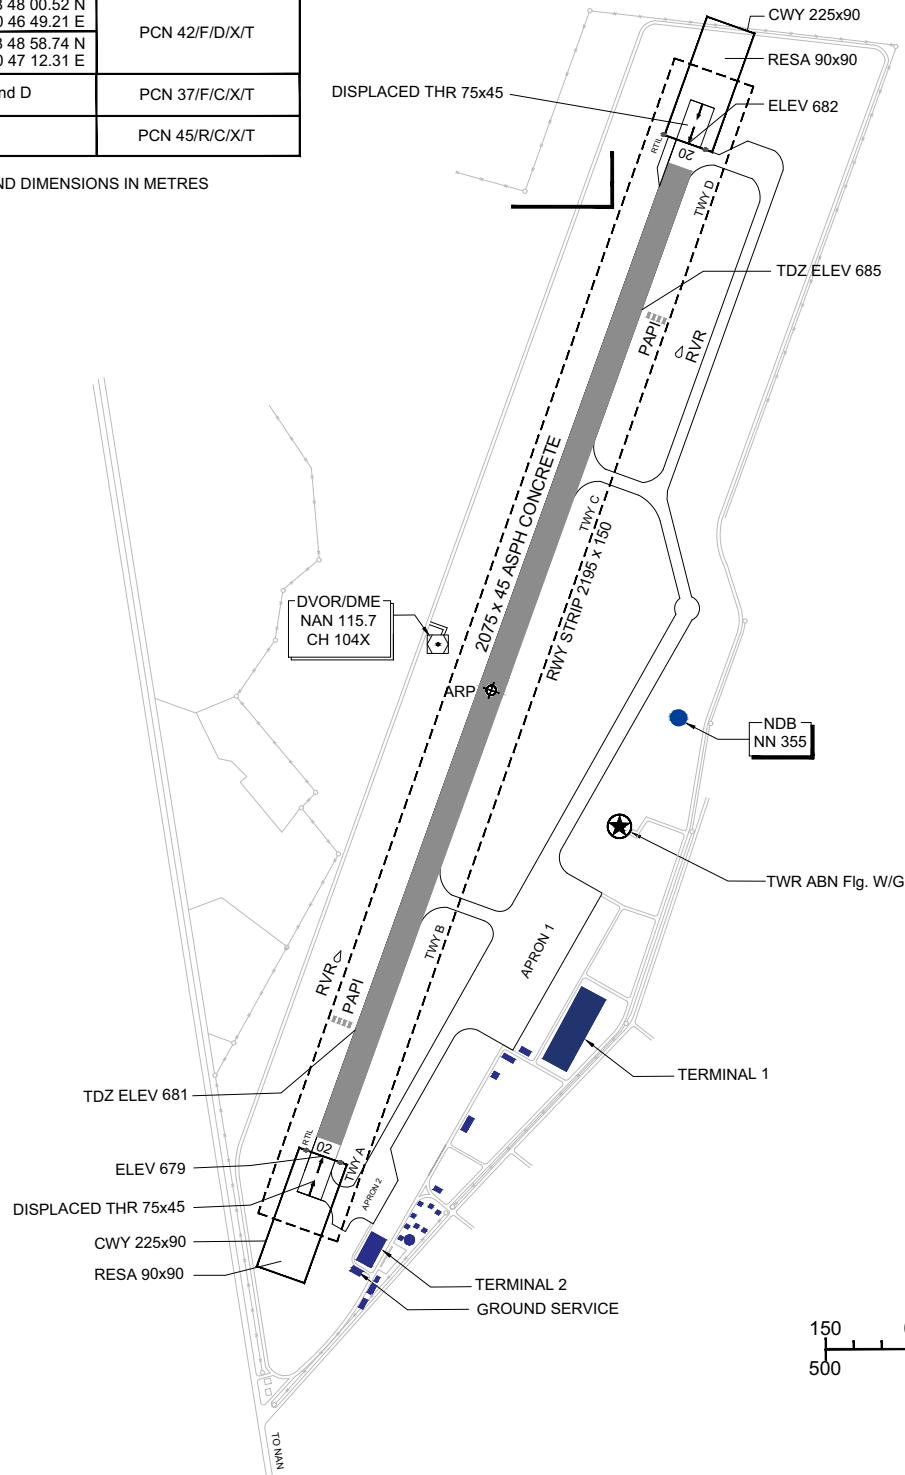 48 00.52 N
46 49.21 E
PCN 42/F/D/X/T
48 58.74 N
47 12.31 E
nd D
PCN 37/F/C/X/T
PCN 45/R/C/X/T
ND DIMENSIONS IN METRES
CWY 225x90
RESA 90x90
DISPLACED THR 75x45
ELEV 682
RTIL
20
TWY D
TDZ ELEV 685
PAPI
RVR
2075 x 45 ASPH CONCRETE
TWY C
RWY STRIP 2195 x 150
DVOR/DME
NAN 115.7
CH 104X
ARP
NDB
NN 355
TWR ABN Flg. W/G
APRON 1
TWY B
RVR
PAPI
TERMINAL 1
TDZ ELEV 681
RTIL
02
TWY A
ELEV 679
APRON 2
DISPLACED THR 75x45
CWY 225x90
RESA 90x90
TERMINAL 2
GROUND SERVICE
150
500
TO NAN